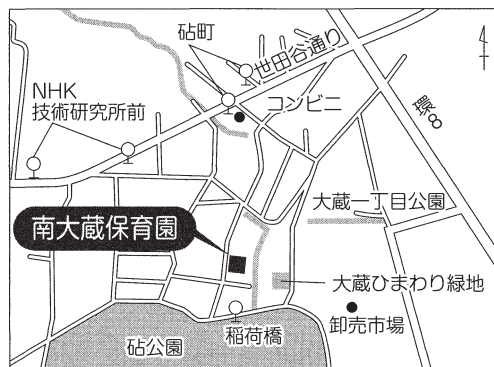 砧町
世田谷通り
NHK
技術研究所前
コンビニ
環8
大蔵一丁目公園
南大蔵保育園
大蔵ひまわり緑地
卸売市場
稲荷橋
砧公園